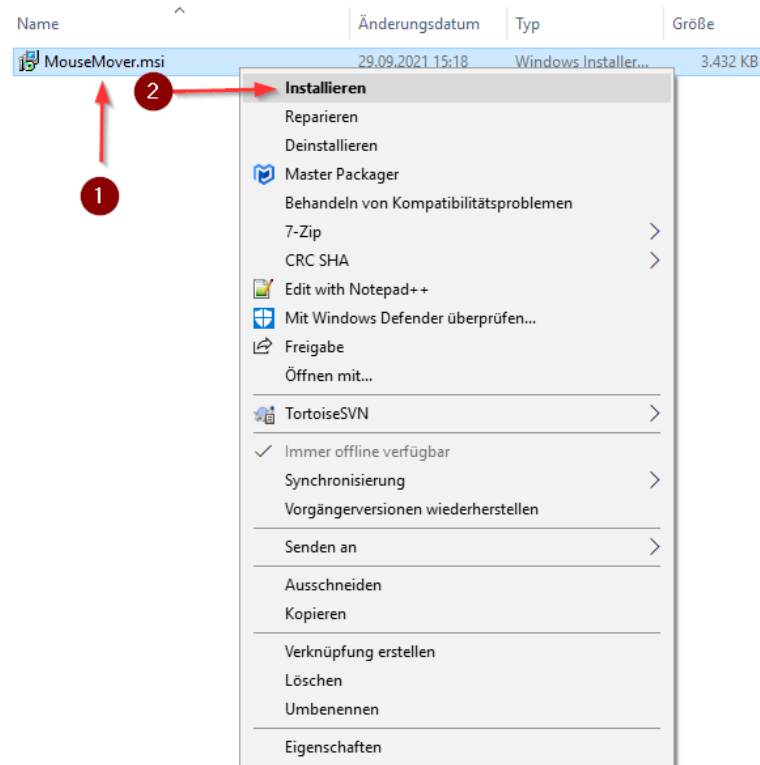 Name Änderungsdatum Typ Größe
MouseMover.msi 29.09.2021 15:18 Windows Installer... 3.432 KB
2 Installieren
Reparieren
Deinstallieren
Master Packager
1
Behandeln von Kompatibilitätsproblemen
7-Zip
CRC SHA
Edit with Notepad++
Mit Windows Defender überprüfen...
Freigabe
Öffnen mit...
TortoiseSVN
Immer offline verfügbar
Synchronisierung
Vorgängerversionen wiederherstellen
Senden an
Ausschneiden
Kopieren
Verknüpfung erstellen
Löschen
Umbenennen
Eigenschaften